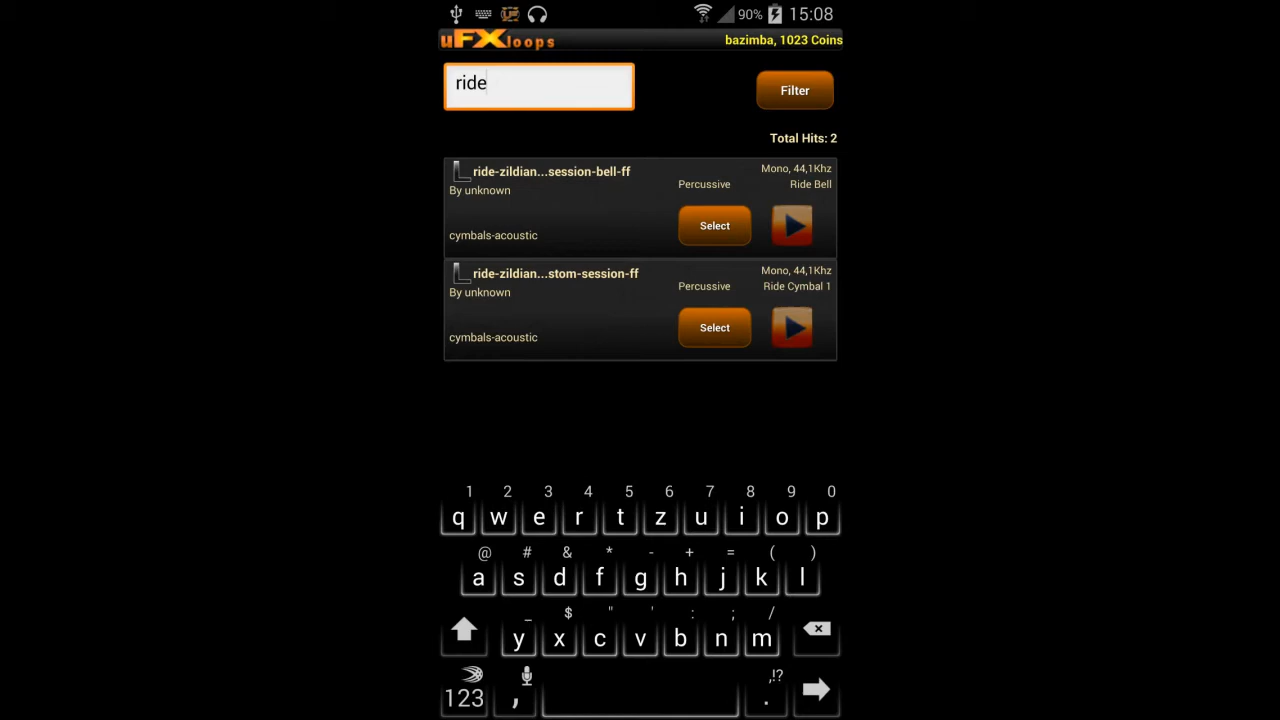 90% 15:08
uFXloops bazimba, 1023 Coins
ride Filter
Total Hits: 2
ride-zildian...session-bell-ff Mono, 44,1Khz
By unknown Percussive Ride Bell
Select
cymbals-acoustic
ride-zildian...stom-session-ff Mono, 44,1Khz
By unknown Percussive Ride Cymbal 1
Select
cymbals-acoustic
1 2 3 4 5 6 7 8 9 0
q w e r t z u i o p
@ # & * - + = ( )
a s d f g h j k l
_ $ " ' : ; /
y x c v b n m
,!?
123 , .